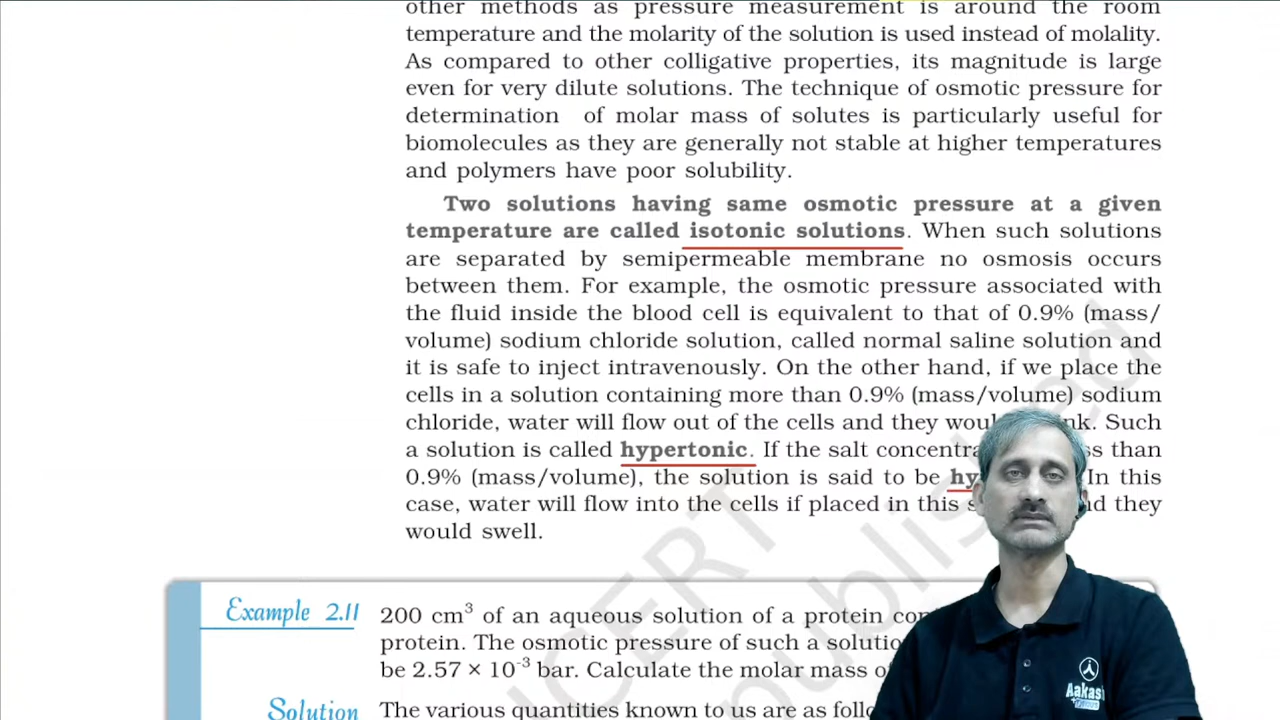 other methods as pressure measurement is around the room
temperature and the molarity of the solution is used instead of molality.
As compared to other colligative properties, its magnitude is large
even for very dilute solutions. The technique of osmotic pressure for
determination of molar mass of solutes is particularly useful for
biomolecules as they are generally not stable at higher temperatures
and polymers have poor solubility.
Two solutions having same osmotic pressure at a given
temperature are called isotonic solutions. When such solutions
are separated by semipermeable membrane no osmosis occurs
between them. For example, the osmotic pressure associated with
the fluid inside the blood cell is equivalent to that of 0.9% (mass/
volume) sodium chloride solution, called normal saline solution and
it is safe to inject intravenously. On the other hand, if we place the
cells in a solution containing more than 0.9% (mass/volume) sodium
chloride, water will flow out of the cells and they Such
a solution is called hypertonic. If the salt than
0.9% (mass/volume), the solution is said to be In this
case, water will flow into the cells if placed in this they
would swell.
Example 2.11
200 cm³ of an aqueous solution of a protein
protein. The osmotic pressure of such a
be 2.57 × 10⁻³ bar. Calculate the molar mass
Solution
The various quantities known to us are as
Aakash
NCERT